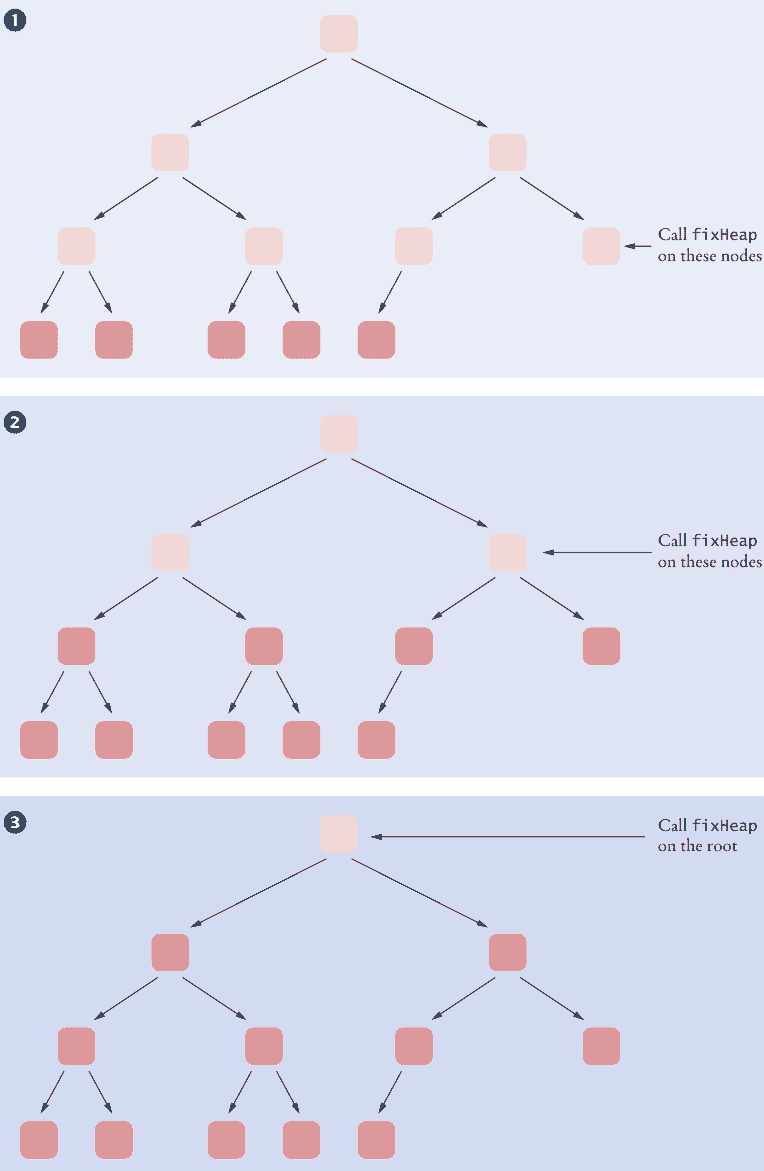 1
Call fixHeap
on these nodes
2
Call fixHeap
on these nodes
3
Call fixHeap
on the root